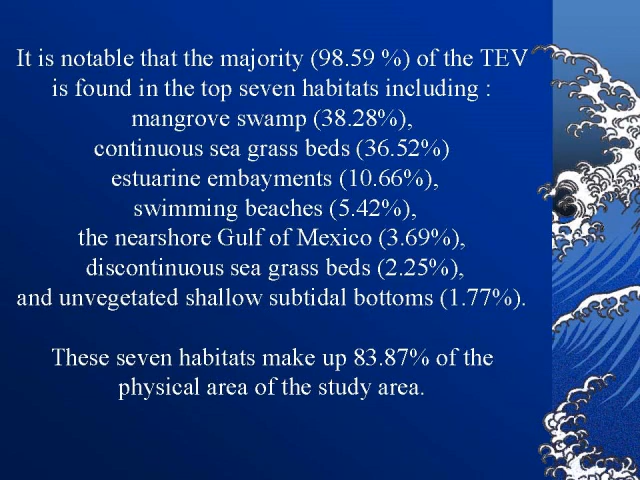 It is notable that the majority (98.59 %) of the TEV
is found in the top seven habitats including :
mangrove swamp (38.28%),
continuous sea grass beds (36.52%)
estuarine embayments (10.66%),
swimming beaches (5.42%),
the nearshore Gulf of Mexico (3.69%),
discontinuous sea grass beds (2.25%),
and unvegetated shallow subtidal bottoms (1.77%).
These seven habitats make up 83.87% of the
physical area of the study area.